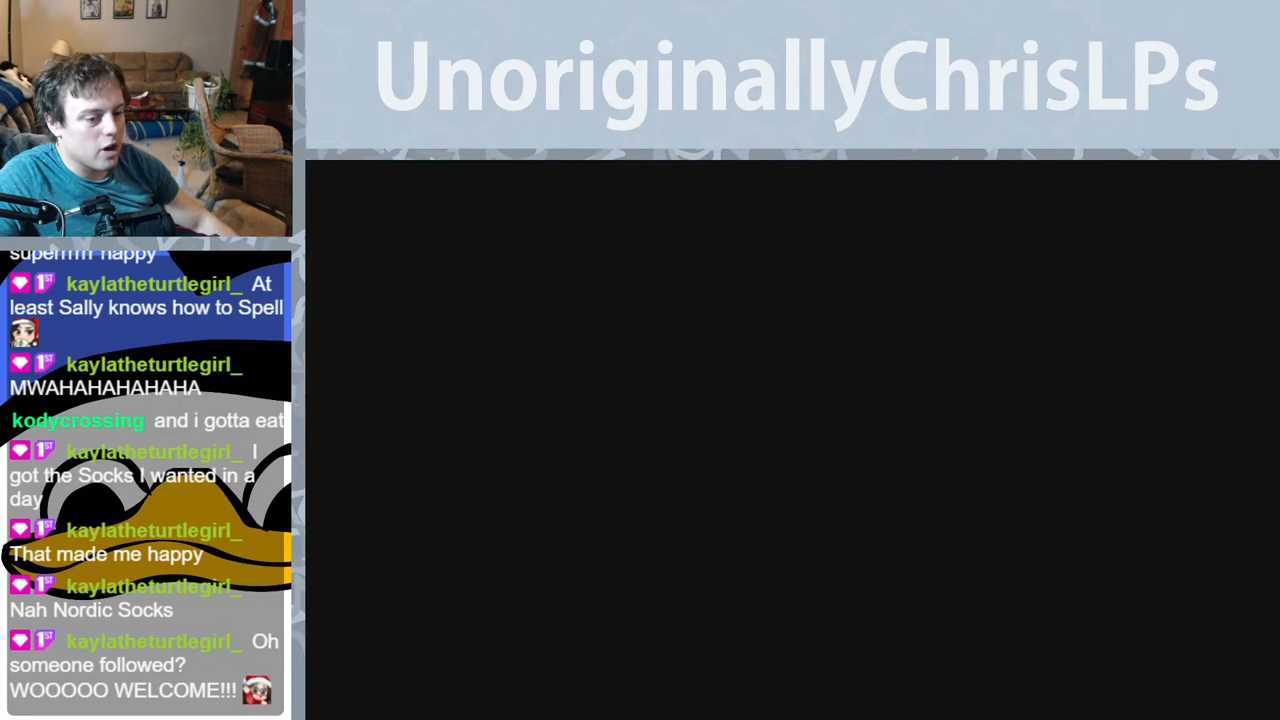 UnoriginallyChrisLPs
happy
kaylatheturtlegirl_ At
least Sally knows how to Spell
kaylatheturtlegirl_
MWAHAHAHAHAHA
kodycrossing and i gotta eat
kaylatheturtlegirl_ I
got the Socks I wanted in a
day
kaylatheturtlegirl_
That made me happy
kaylatheturtlegirl_
Nah Nordic Socks
kaylatheturtlegirl_ Oh
someone followed?
WOOOOO WELCOME!!!